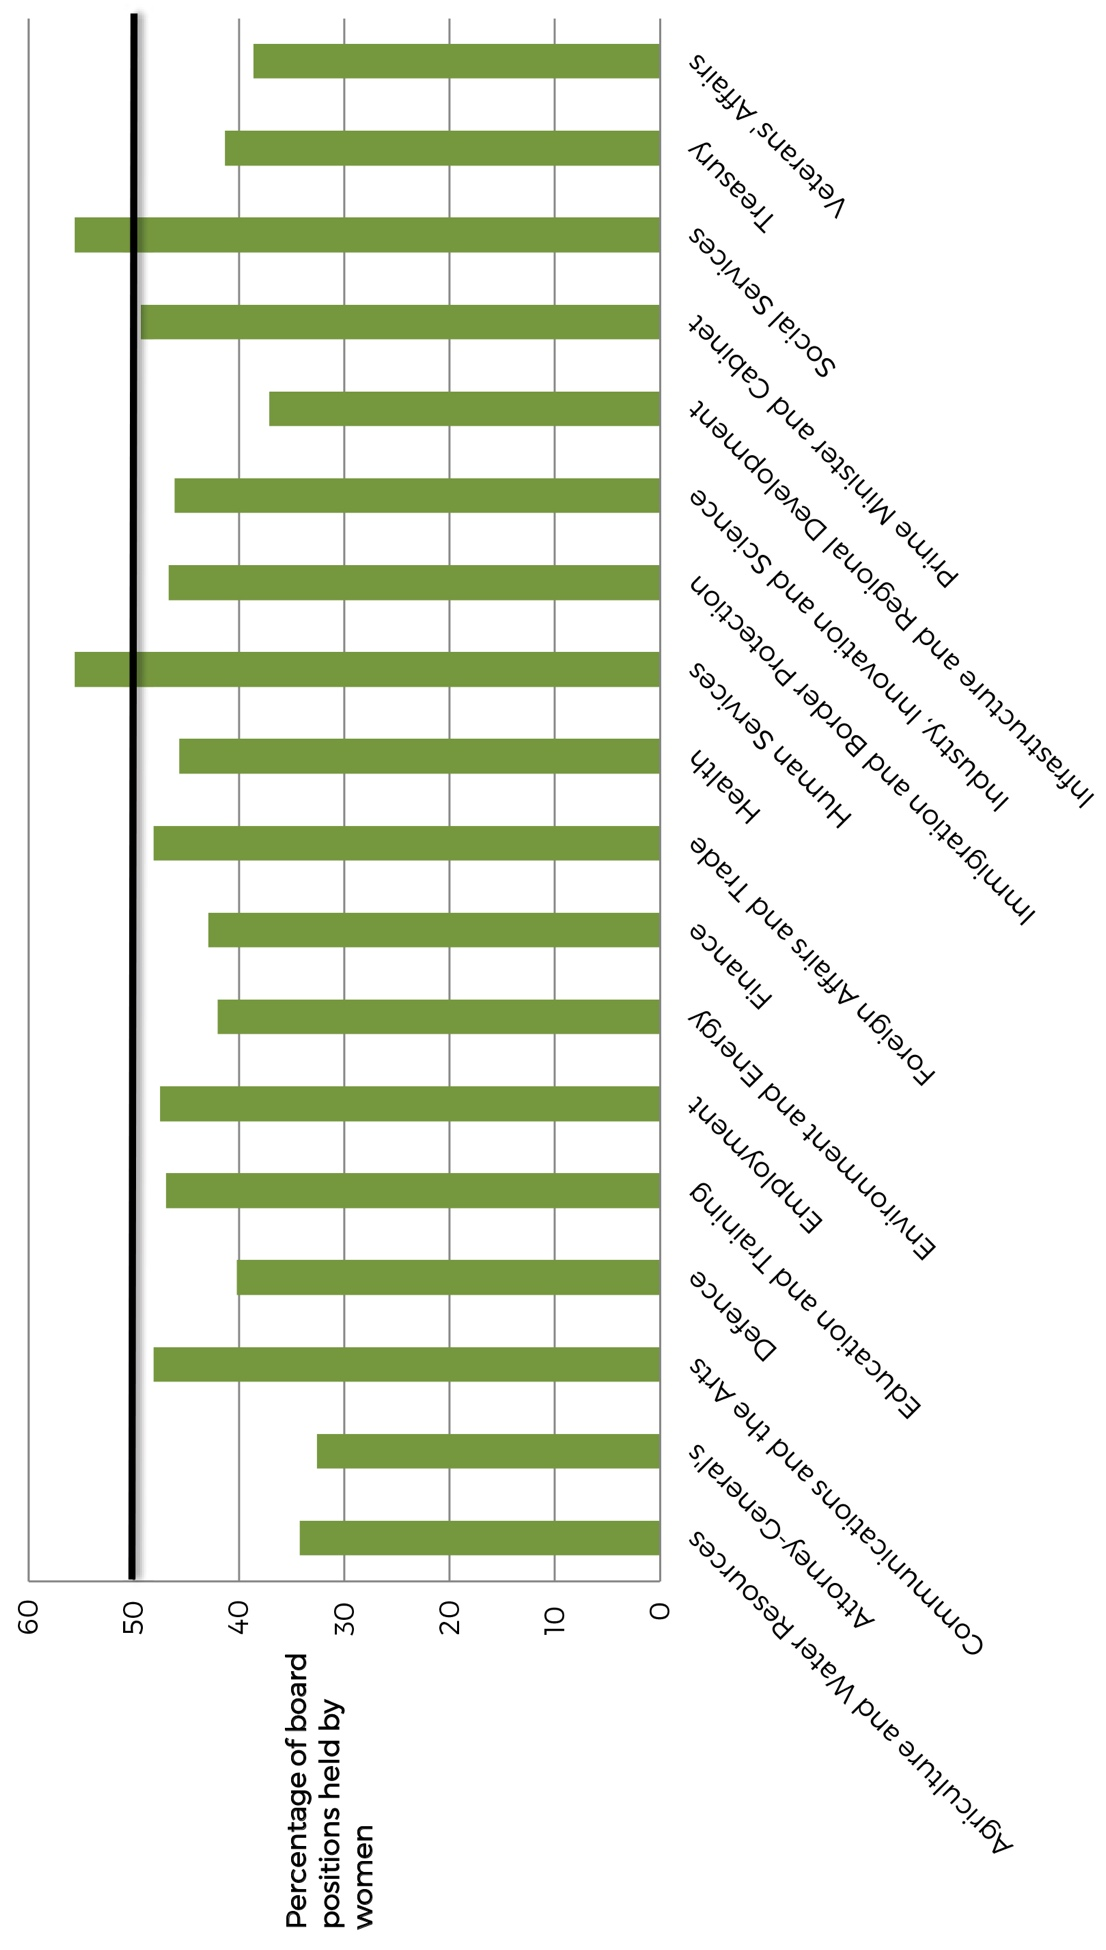 Percentage of board
positions held by
women
60
50
40
30
20
10
0
Agriculture and Water Resources
Attorney-General's
Communications and the Arts
Defence
Education and Training
Employment
Environment and Energy
Finance
Foreign Affairs and Trade
Health
Human Services
Immigration and Border Protection
Industry, Innovation and Science
Infrastructure and Regional Development
Prime Minister and Cabinet
Social Services
Treasury
Veterans' Affairs